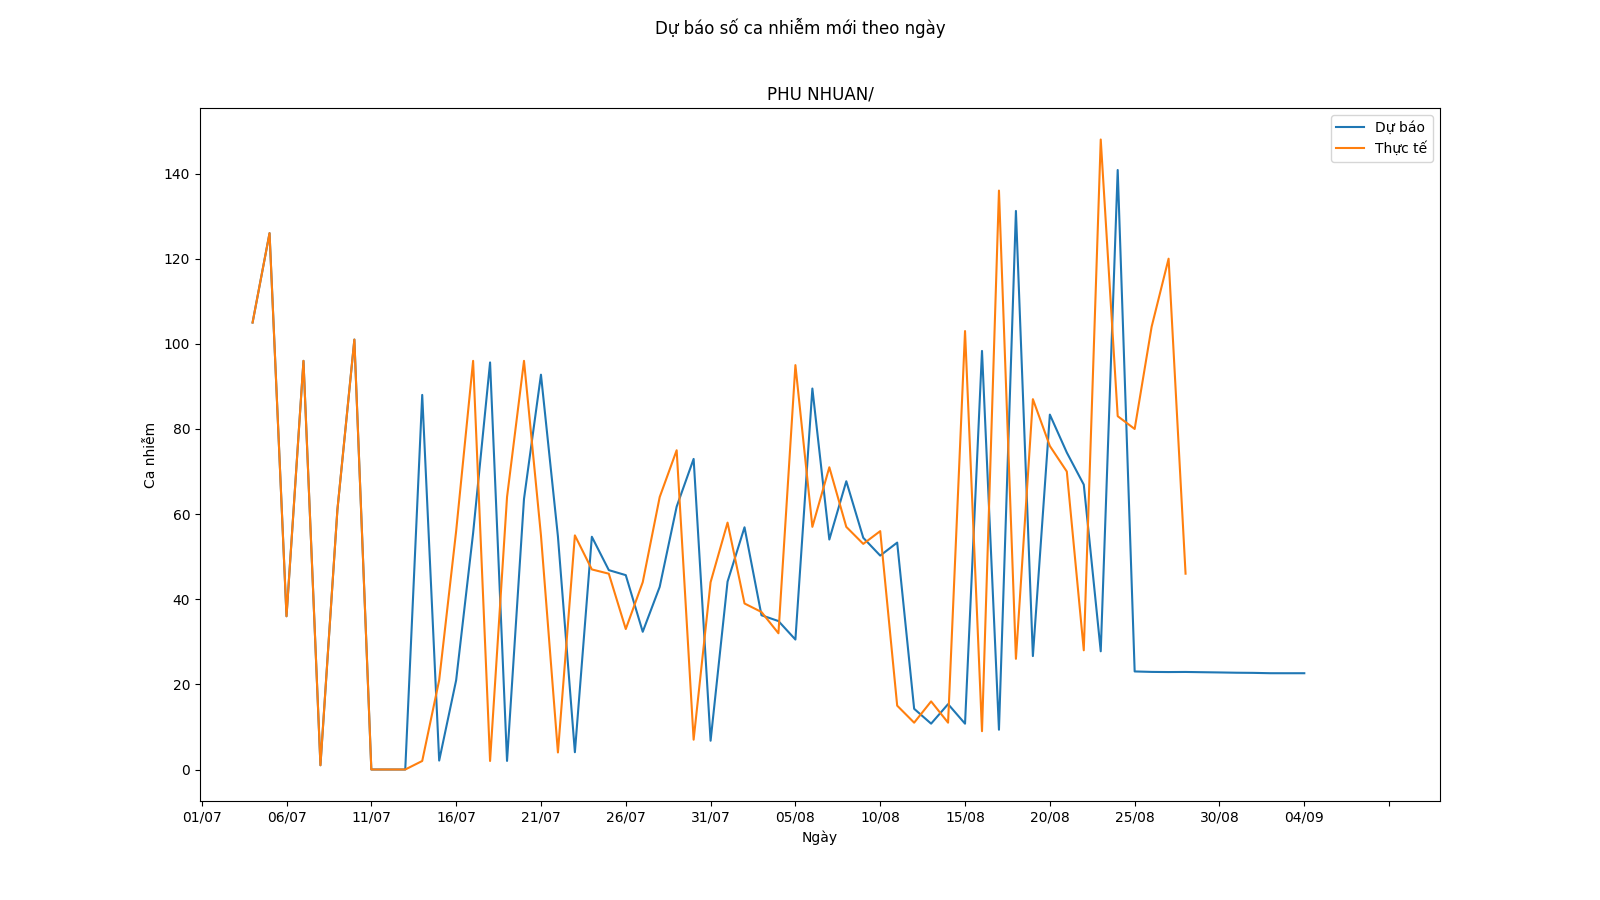 Dự báo số ca nhiễm mới theo ngày
PHU NHUAN/
Dự báo
Thực tế
140
120
100
80
60
40
20
0
Ca nhiễm
01/07 06/07 11/07 16/07 21/07 26/07 31/07 05/08 10/08 15/08 20/08 25/08 30/08 04/09
Ngày